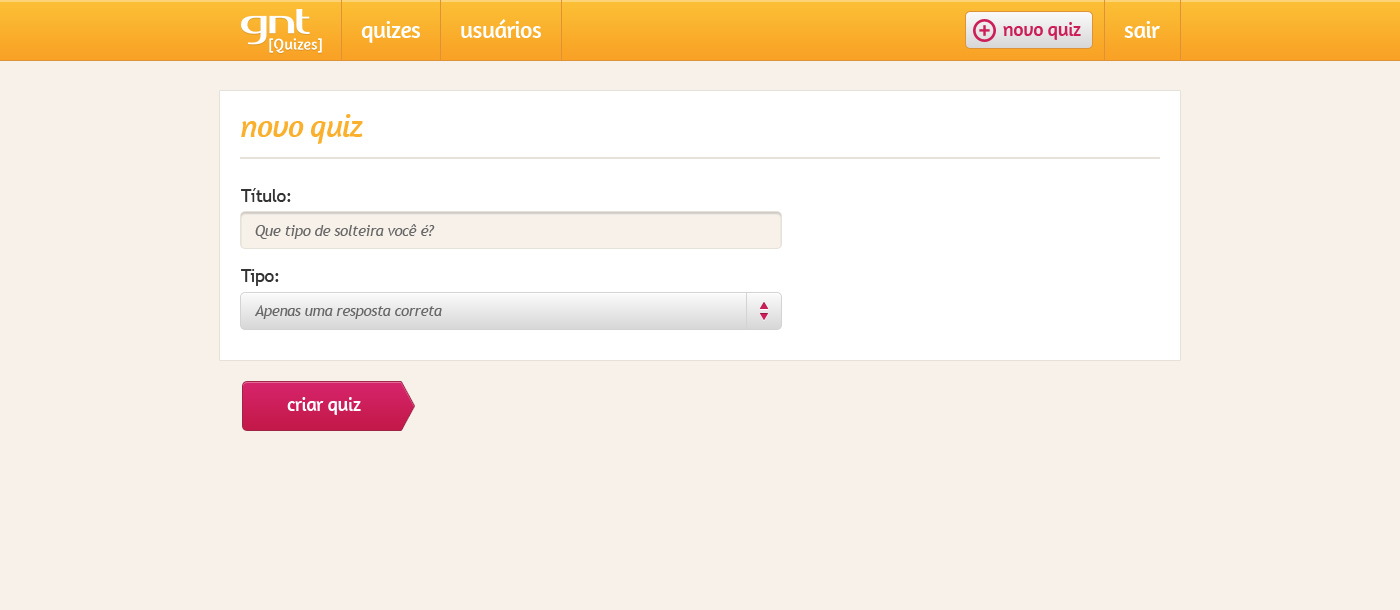 gnt
[Quizes]
quizes
usuários
novo quiz
sair
novo quiz
Título:
Que tipo de solteira você é?
Tipo:
Apenas uma resposta correta
criar quiz